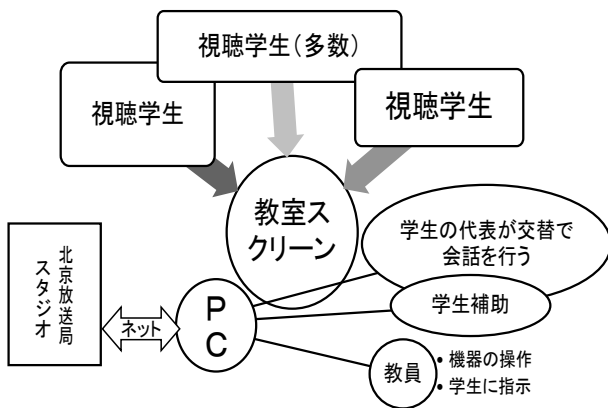 視聴学生（多数）
視聴学生
視聴学生
教室ス
クリーン
学生の代表が交替で
会話を行う
学生補助
北京放送局
スタジオ
ネット
P
C
教員
• 機器の操作
• 学生に指示